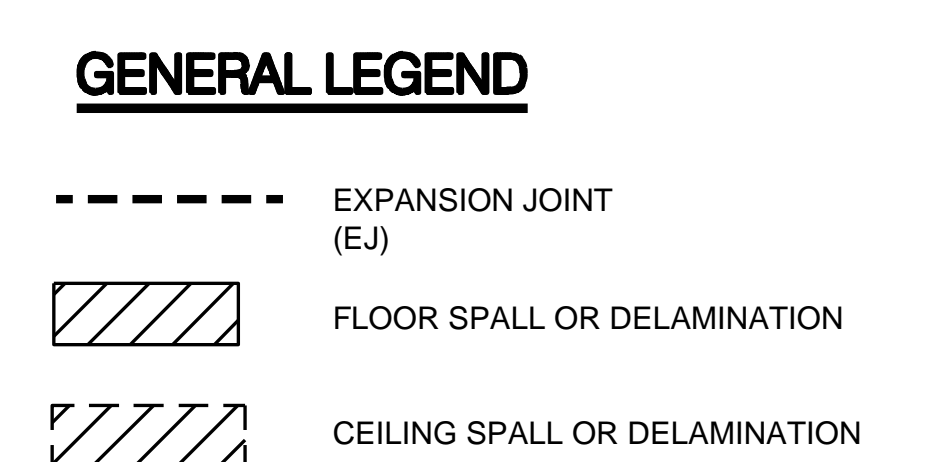 GENERAL LEGEND
EXPANSION JOINT
(EJ)
FLOOR SPALL OR DELAMINATION
CEILING SPALL OR DELAMINATION